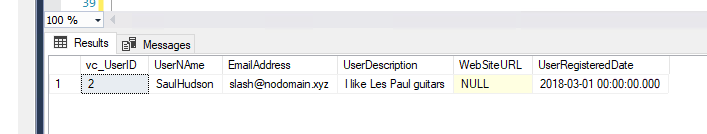 39
100 %
Results Messages
vc_UserID UserNAme EmailAddress UserDescription WebSiteURL UserRegisteredDate
1 2 SaulHudson slash@nodomain.xyz I like Les Paul guitars NULL 2018-03-01 00:00:00.000